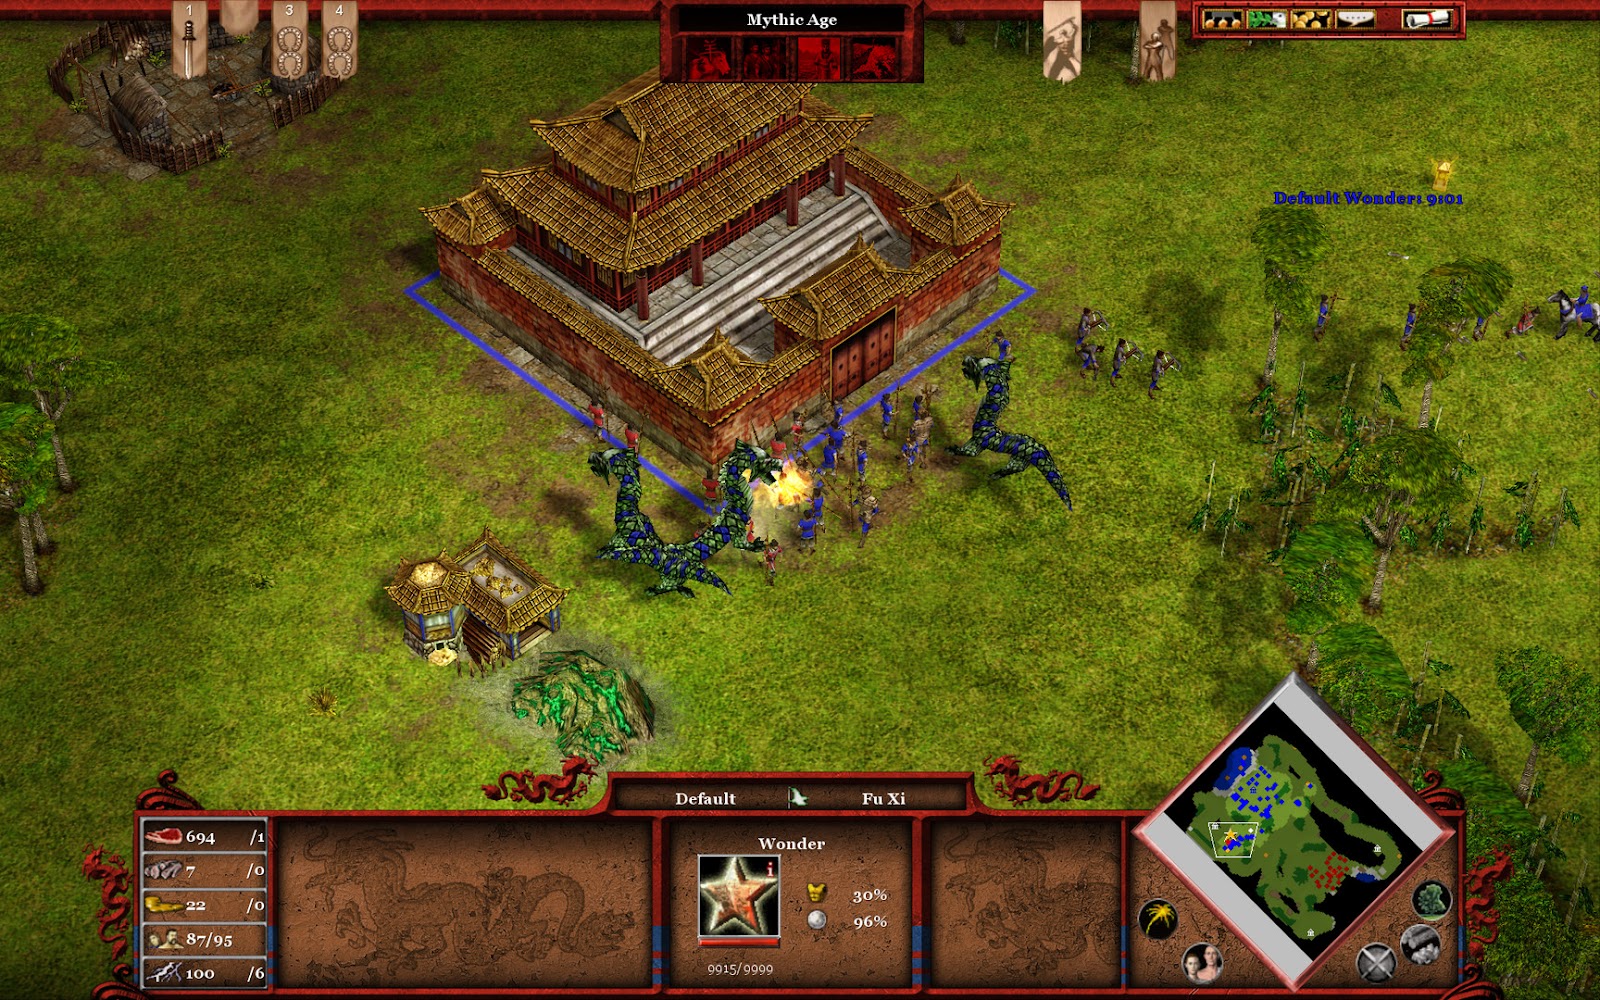 1 3 4
Mythic Age
Default Wonder: 9:01
Default Fu Xi
694 /1
7 /0
22 /0
87/95
100 /6
Wonder
i
30%
96%
9915/9999